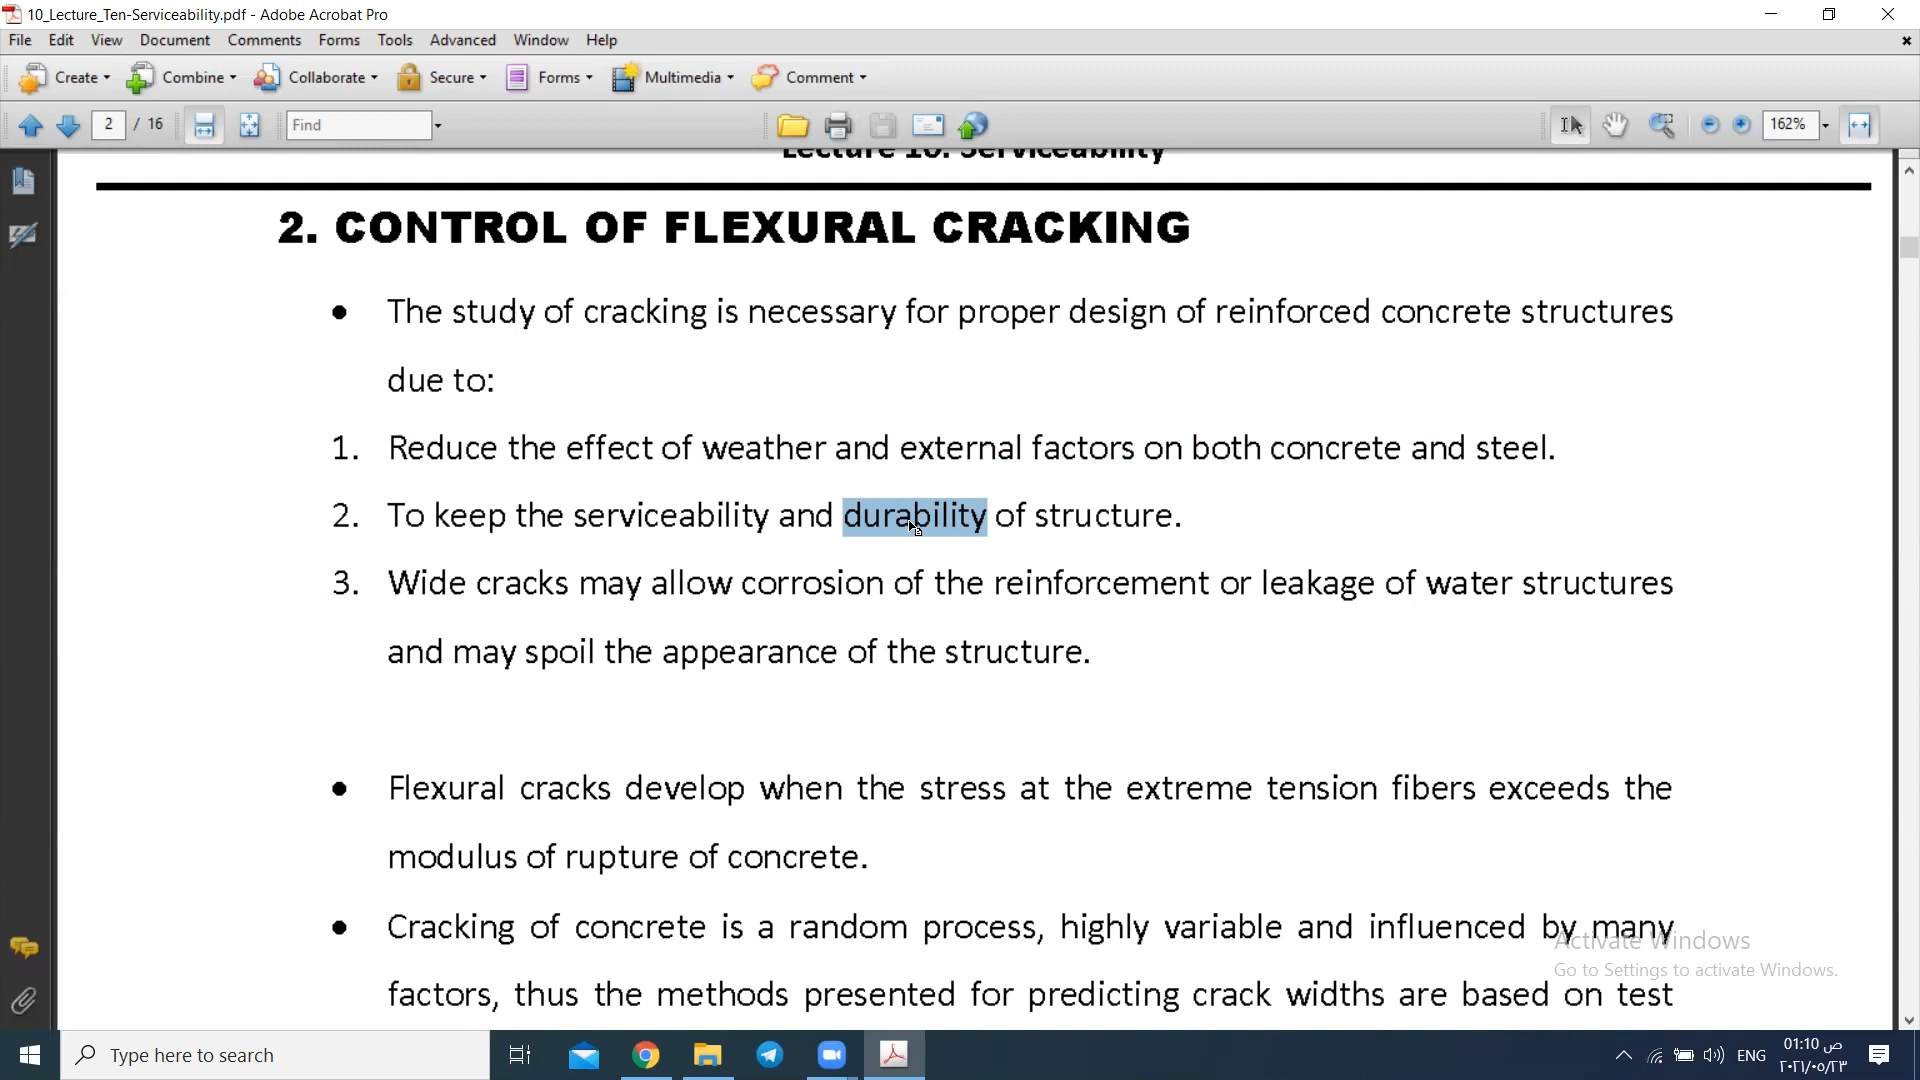 10_Lecture_Ten-Serviceability.pdf - Adobe Acrobat Pro
File Edit View Document Comments Forms Tools Advanced Window Help
Create Combine Collaborate Secure Forms Multimedia Comment
2 / 16 Find 162%
Lecture 10. Serviceability
2. CONTROL OF FLEXURAL CRACKING
• The study of cracking is necessary for proper design of reinforced concrete structures
due to:
1. Reduce the effect of weather and external factors on both concrete and steel.
2. To keep the serviceability and durability of structure.
3. Wide cracks may allow corrosion of the reinforcement or leakage of water structures
and may spoil the appearance of the structure.
• Flexural cracks develop when the stress at the extreme tension fibers exceeds the
modulus of rupture of concrete.
• Cracking of concrete is a random process, highly variable and influenced by many
factors, thus the methods presented for predicting crack widths are based on test
Activate Windows
Go to Settings to activate Windows.
Type here to search
ENG
01:10 ص
٢٠٢١/٠٥/٢٣